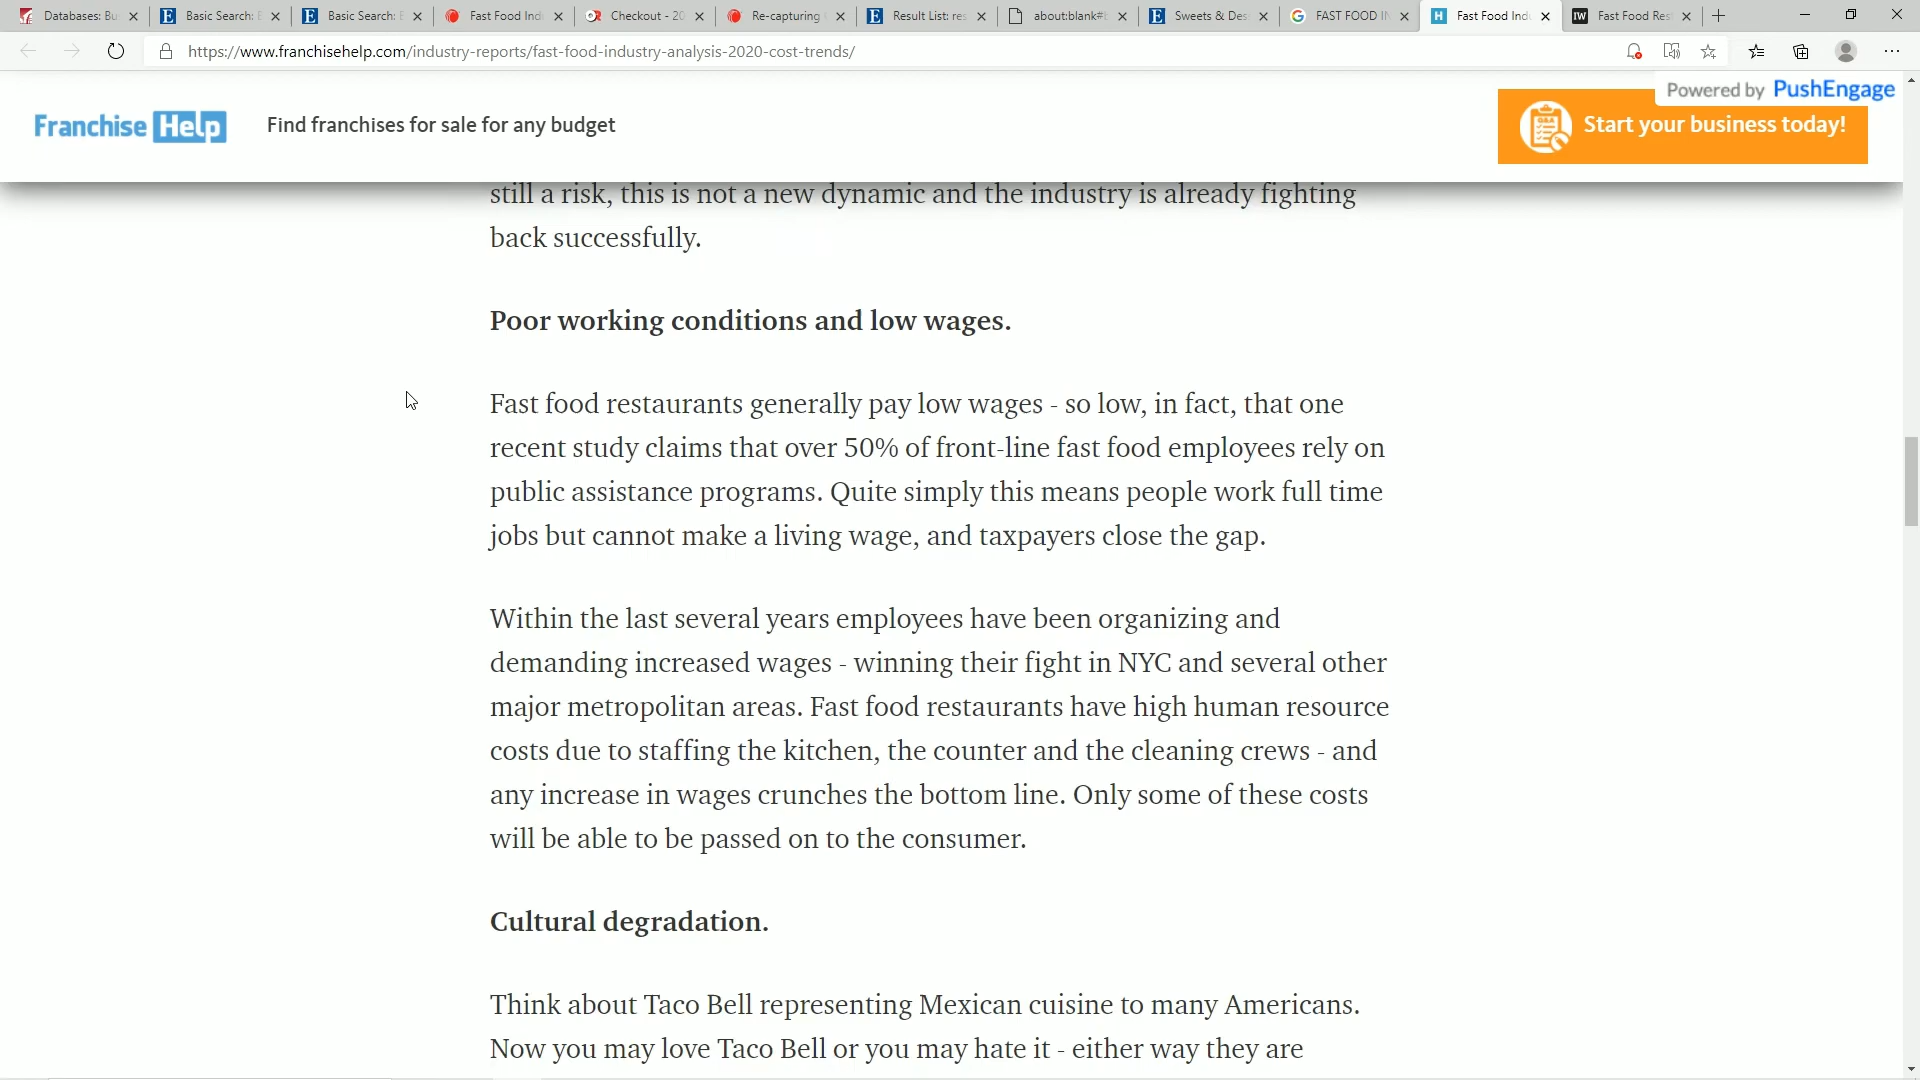 Databases: Bu
Basic Search: E
Basic Search: E
Fast Food Ind
Checkout - 20
Re-capturing
Result List: re
about:blank#b
Sweets & Des
FAST FOOD IN
Fast Food Indu
Fast Food Res
https://www.franchisehelp.com/industry-reports/fast-food-industry-analysis-2020-cost-trends/
Powered by PushEngage
Franchise Help
Find franchises for sale for any budget
Start your business today!
still a risk, this is not a new dynamic and the industry is already fighting
back successfully.
Poor working conditions and low wages.
Fast food restaurants generally pay low wages - so low, in fact, that one
recent study claims that over 50% of front-line fast food employees rely on
public assistance programs. Quite simply this means people work full time
jobs but cannot make a living wage, and taxpayers close the gap.
Within the last several years employees have been organizing and
demanding increased wages - winning their fight in NYC and several other
major metropolitan areas. Fast food restaurants have high human resource
costs due to staffing the kitchen, the counter and the cleaning crews - and
any increase in wages crunches the bottom line. Only some of these costs
will be able to be passed on to the consumer.
Cultural degradation.
Think about Taco Bell representing Mexican cuisine to many Americans.
Now you may love Taco Bell or you may hate it - either way they are